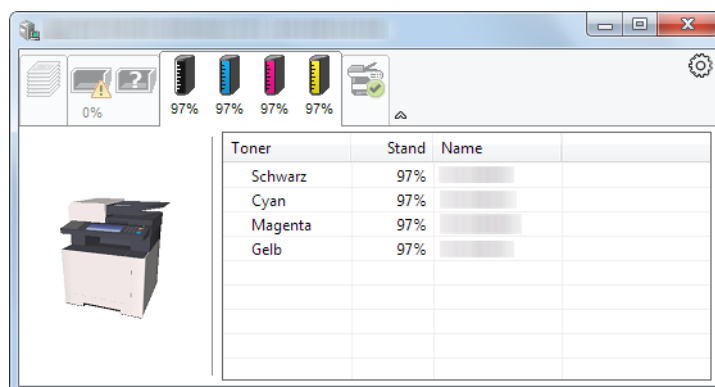 ?
0%
97% 97% 97% 97%
Toner Stand Name
Schwarz 97%
Cyan 97%
Magenta 97%
Gelb 97%